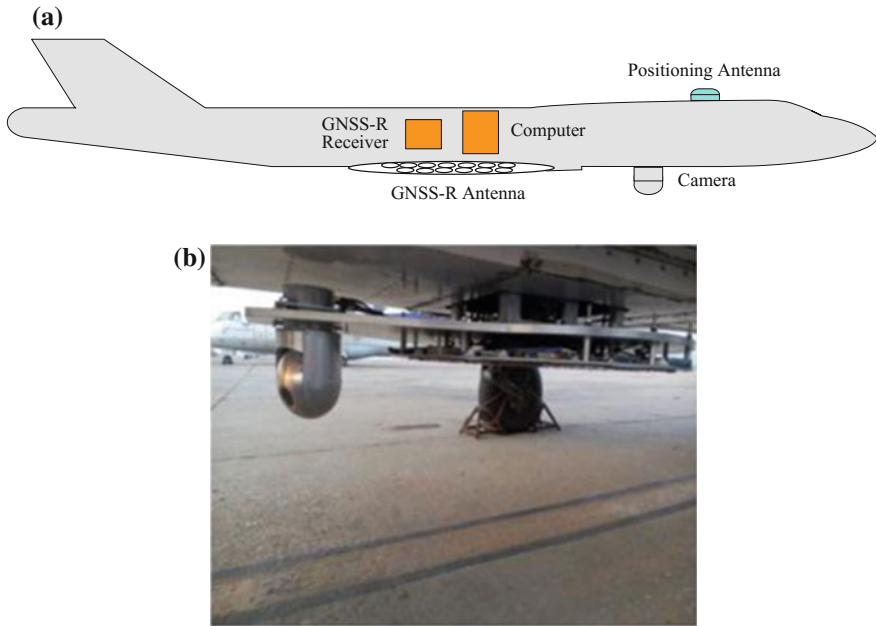 (a)
Positioning Antenna
GNSS-R
Receiver
Computer
GNSS-R Antenna
Camera
(b)